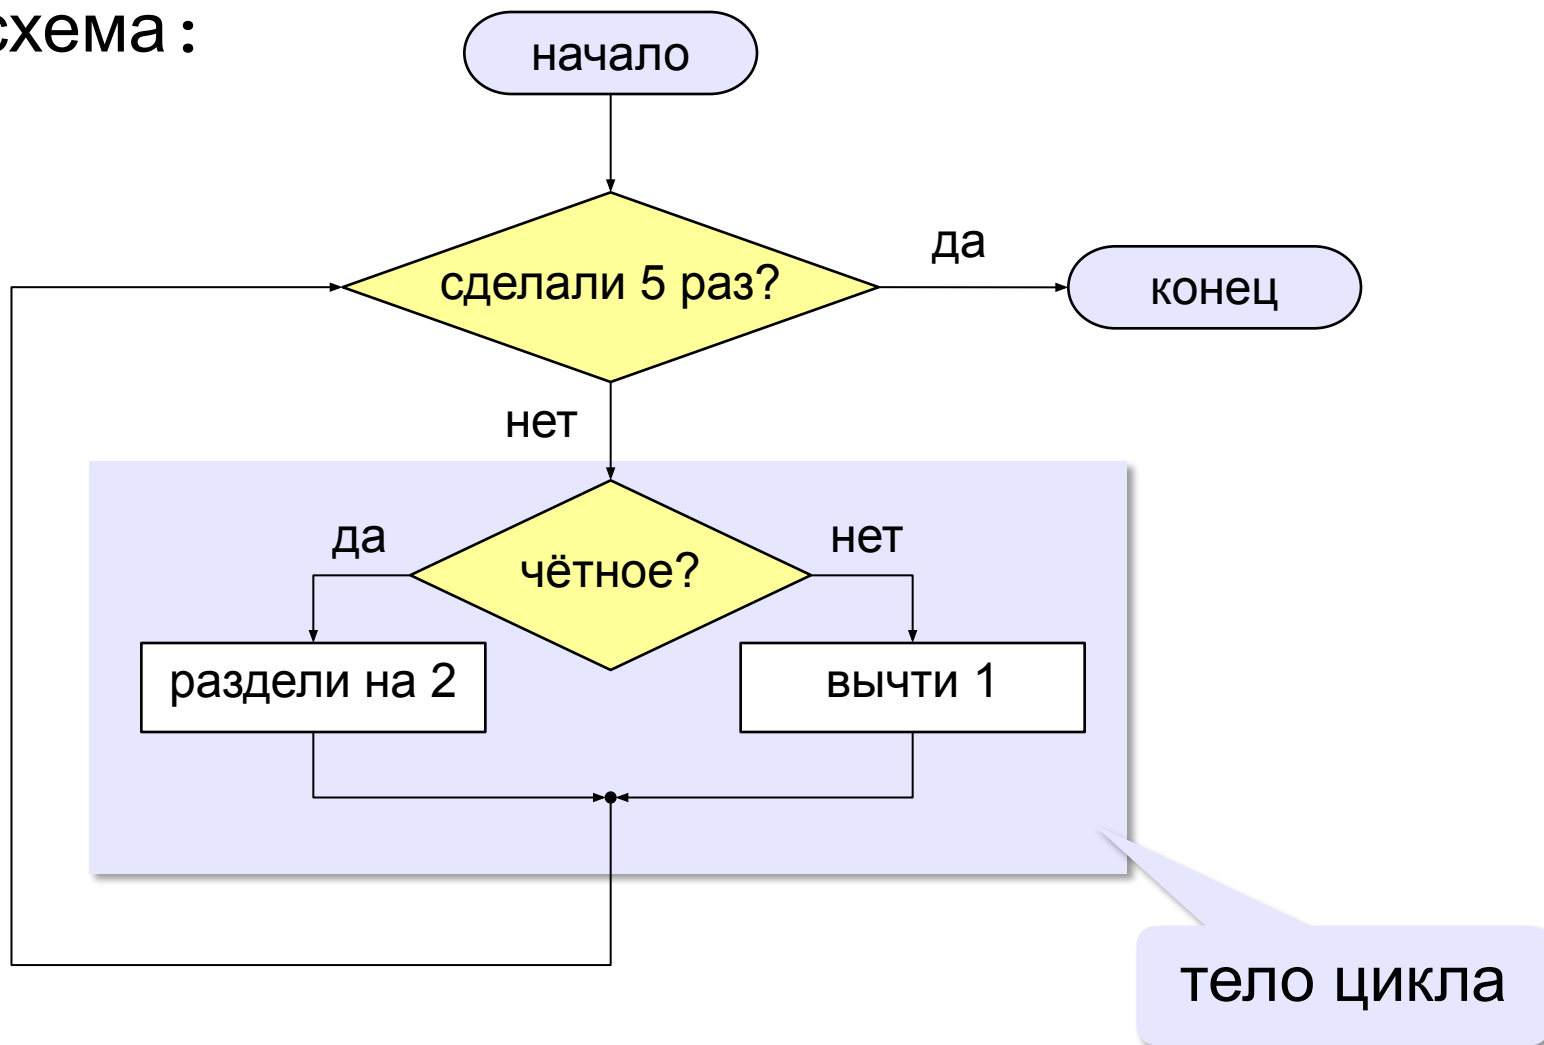 схема:
начало
сделали 5 раз?
да
конец
нет
да
чётное?
нет
раздели на 2
вычти 1
тело цикла